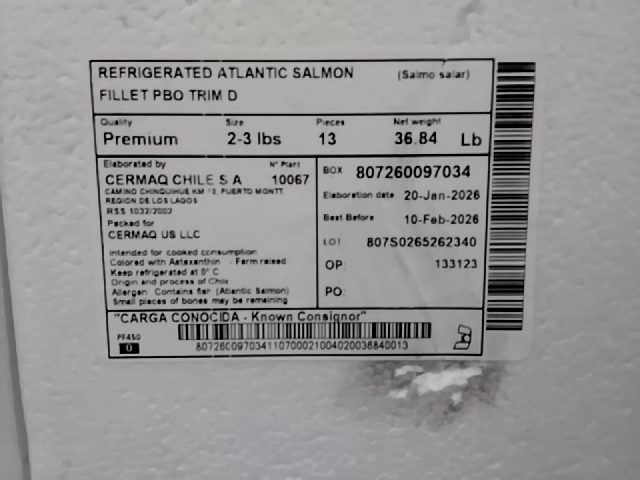 REFRIGERATED ATLANTIC SALMON (Salmo salar)
FILLET PBO TRIM D
Quality Size Pieces Net weight
Premium 2-3 lbs 13 36.84 Lb
Elaborated by N° Plant
CERMAQ CHILE S A 10067
CAMINO CHINQUIHUE KM 12, PUERTO MONTT
REGION DE LOS LAGOS
RSS 1032/2002
Packed for
CERMAQ US LLC
Intended for cooked consumption
Colored with Astaxanthin - Farm raised
Keep refrigerated at 0° C
Origin and process of Chile
Allergen: Contains fish (Atlantic Salmon)
Small pieces of bones may be remaining
BOX 807260097034
Elaboration date 20-Jan-2026
Best Before 10-Feb-2026
LOT 807S0265262340
OP: 133123
PO:
"CARGA CONOCIDA - Known Consignor"
PF450
0
807260097034110700021004020036840013